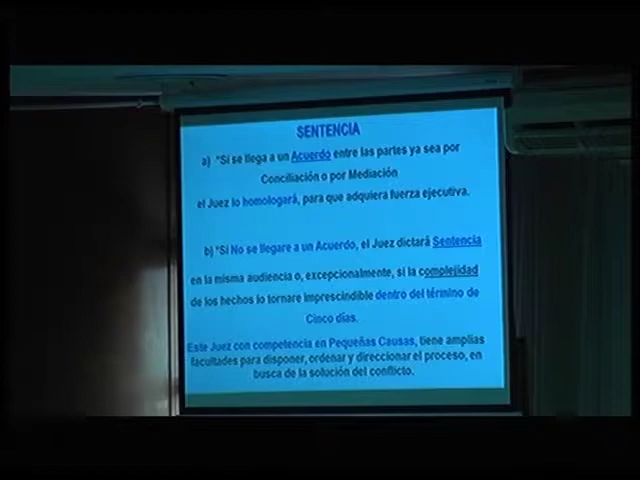 SENTENCIA
a) "Si se llega a un Acuerdo entre las partes ya sea por
Conciliación o por Mediación
el Juez lo homologará, para que adquiera fuerza ejecutiva.
b) "Si No se llegare a un Acuerdo, el Juez dictará Sentencia
en la misma audiencia o, excepcionalmente, si la complejidad
de los hechos lo tornare imprescindible dentro del término de
Cinco días.
Este Juez con competencia en Pequeñas Causas, tiene amplias
facultades para disponer, ordenar y direccionar el proceso, en
busca de la solución del conflicto.